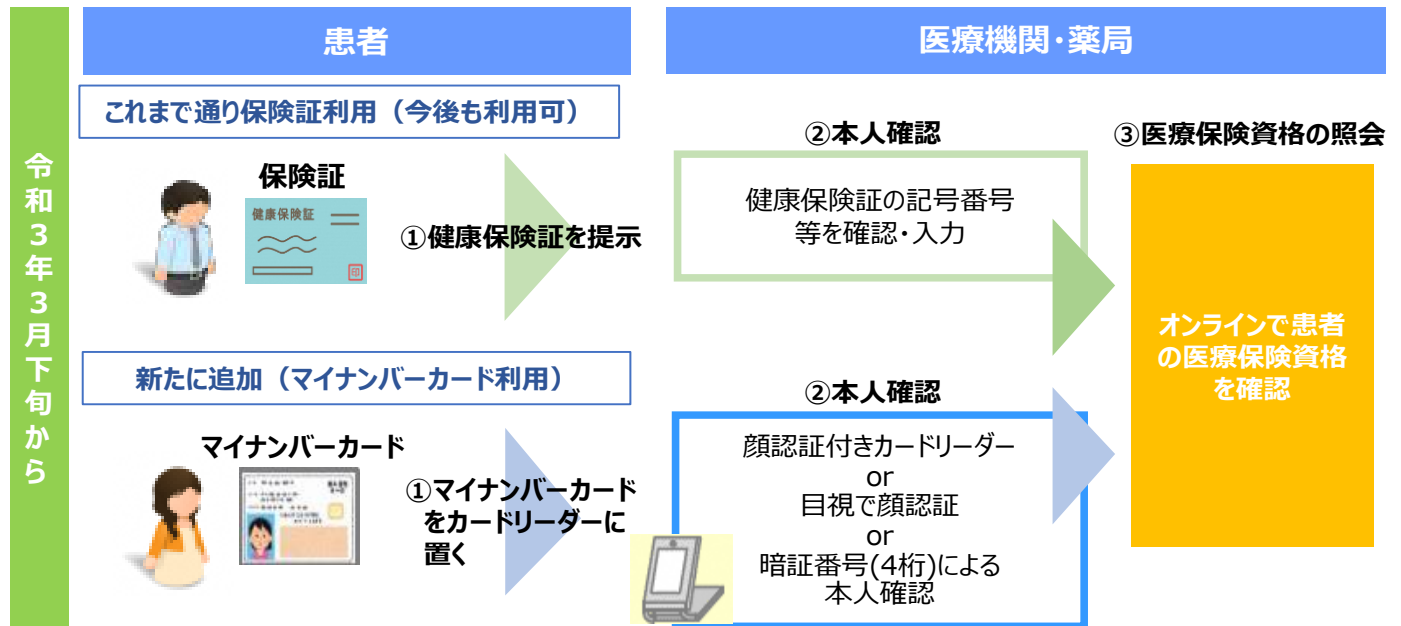 令和3年3月下旬から
患者
医療機関・薬局
これまで通り保険証利用（今後も利用可）
保険証
健康保険証
印
①健康保険証を提示
②本人確認
健康保険証の記号番号
等を確認・入力
③医療保険資格の照会
オンラインで患者
の医療保険資格
を確認
新たに追加（マイナンバーカード利用）
マイナンバーカード
①マイナンバーカード
をカードリーダーに
置く
②本人確認
顔認証付きカードリーダー
or
目視で顔認証
or
暗証番号(4桁)による
本人確認